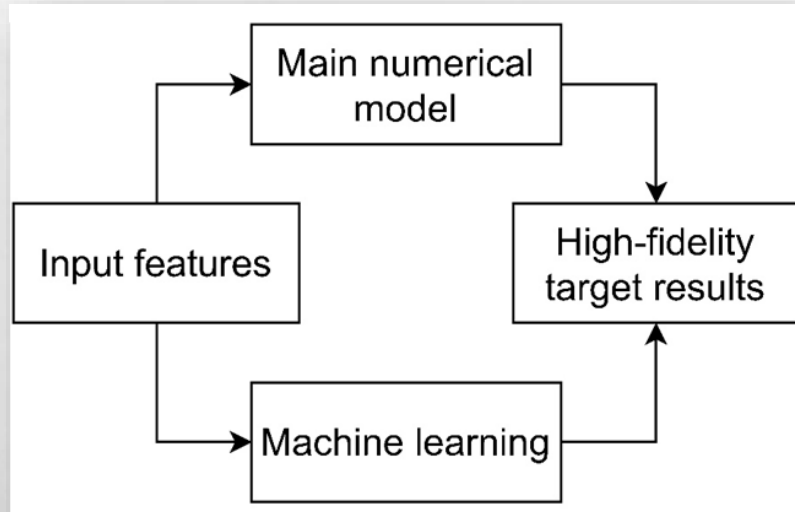 Main numerical
model
Input features
High-fidelity
target results
Machine learning